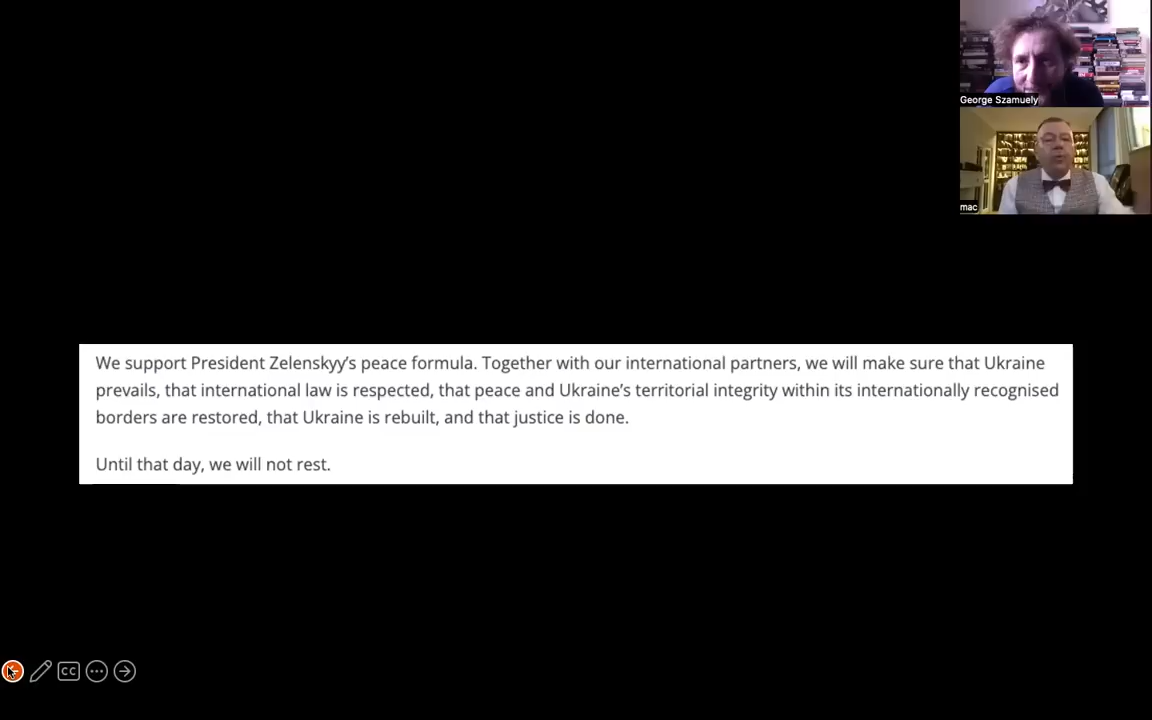 George Szamuely
mac
We support President Zelenskyy's peace formula. Together with our international partners, we will make sure that Ukraine
prevails, that international law is respected, that peace and Ukraine's territorial integrity within its internationally recognised
borders are restored, that Ukraine is rebuilt, and that justice is done.
Until that day, we will not rest.
CC